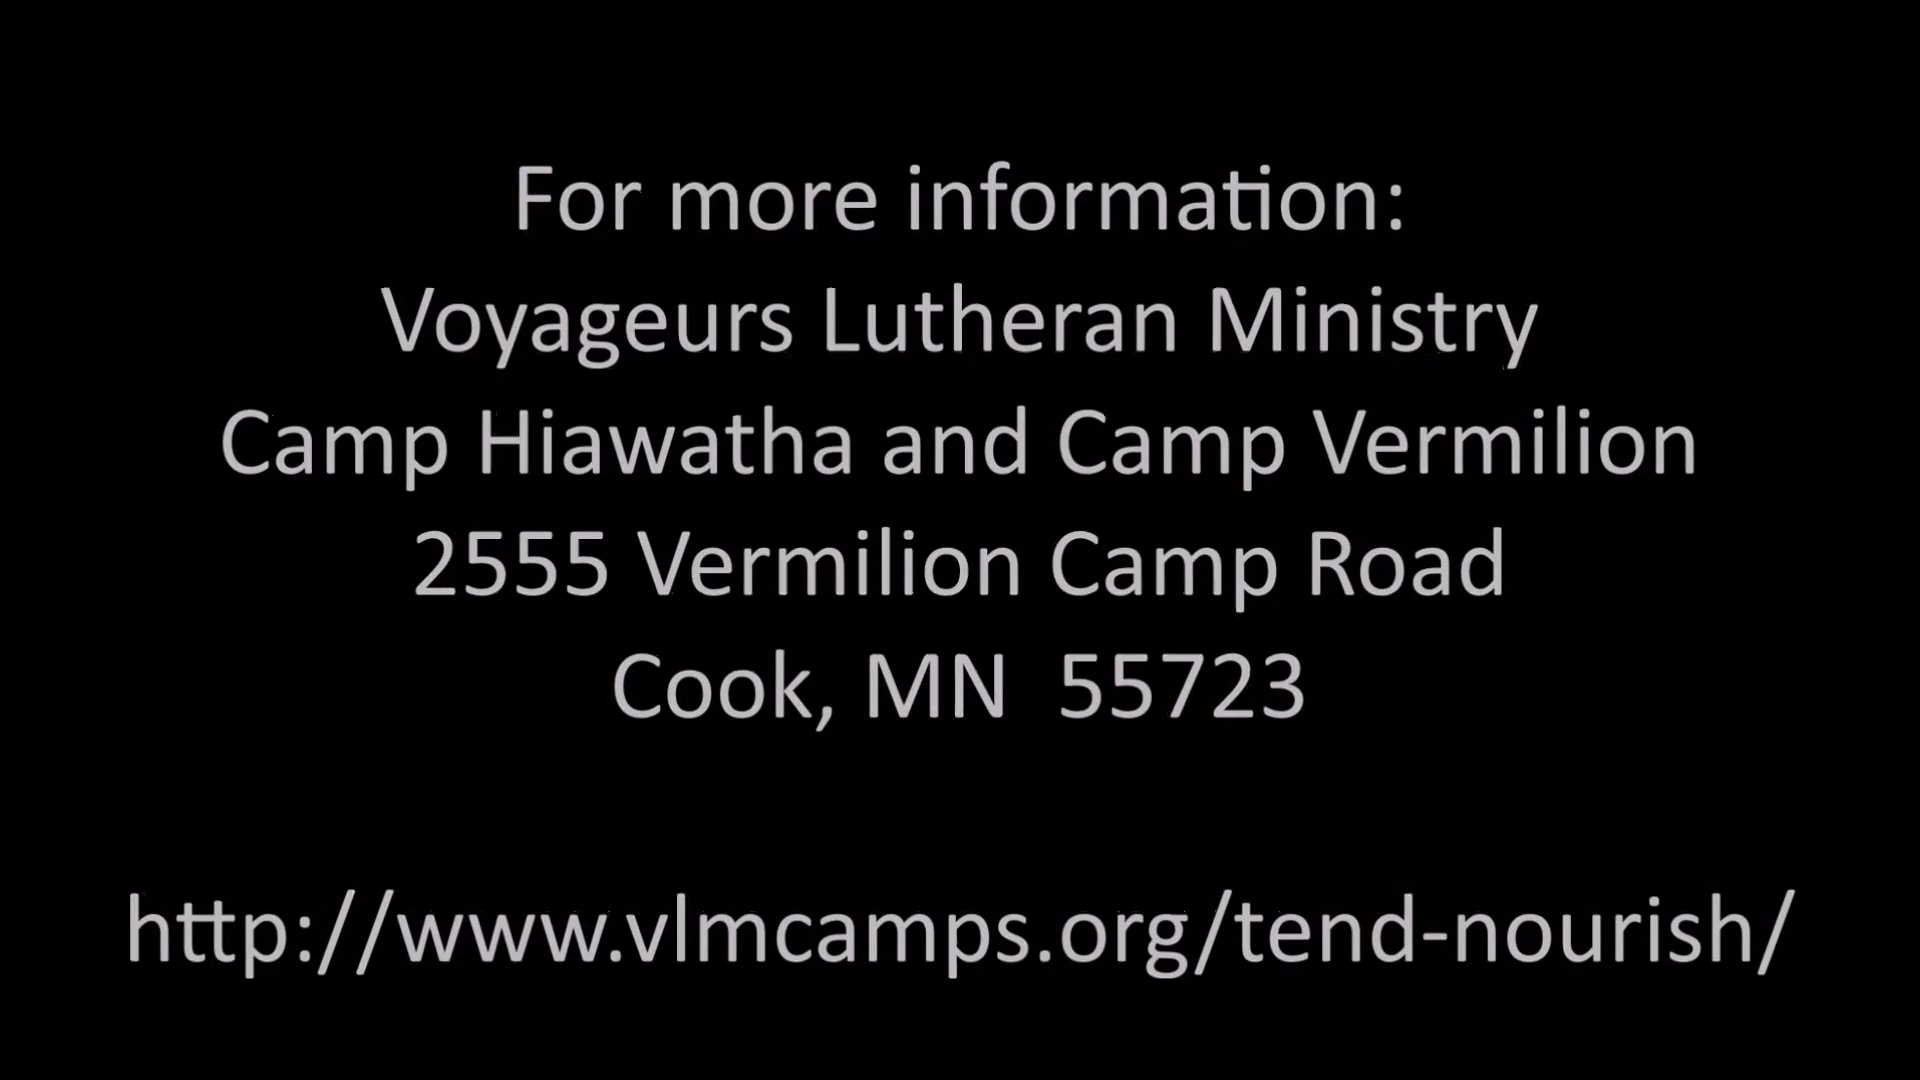 For more information:
Voyageurs Lutheran Ministry
Camp Hiawatha and Camp Vermilion
2555 Vermilion Camp Road
Cook, MN  55723
http://www.vlmcamps.org/tend-nourish/